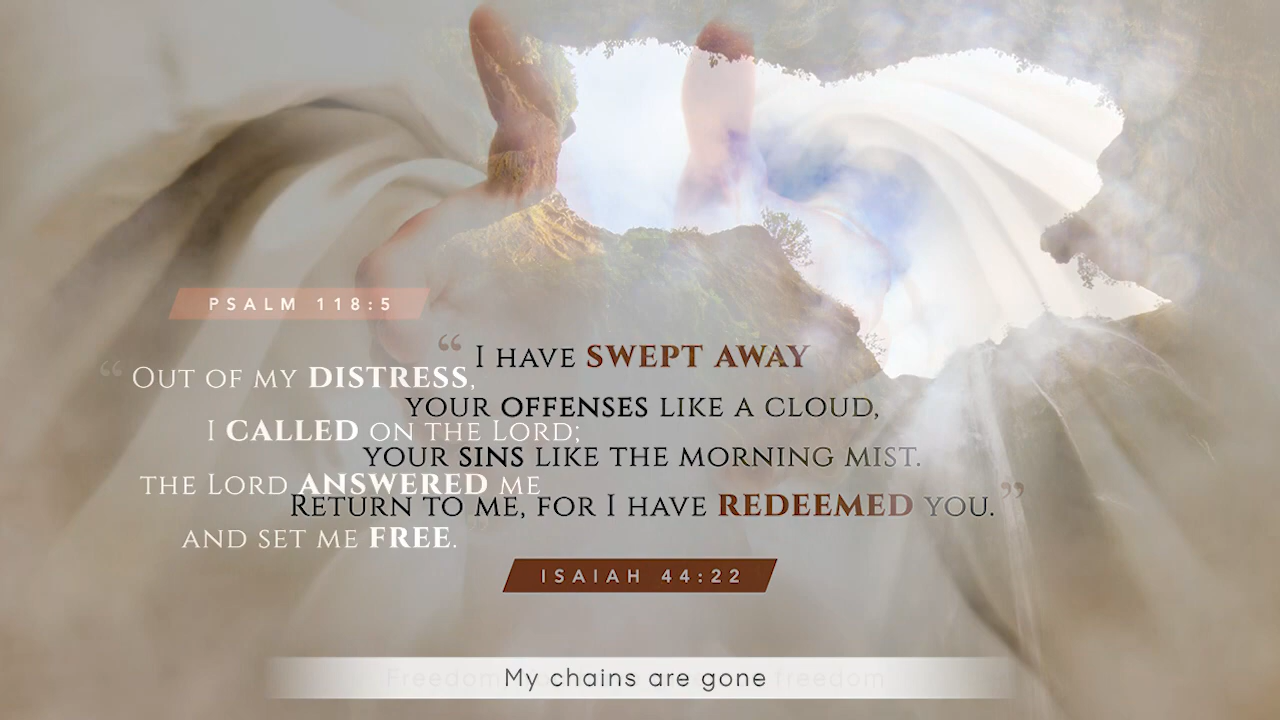 PSALM 118:5
“ OUT OF MY DISTRESS,
I CALLED ON THE LORD;
THE LORD ANSWERED ME
AND SET ME FREE.
“ I HAVE SWEPT AWAY
YOUR OFFENSES LIKE A CLOUD,
YOUR SINS LIKE THE MORNING MIST.
RETURN TO ME, FOR I HAVE REDEEMED YOU. ”
ISAIAH 44:22
My chains are gone
Freedom freedom